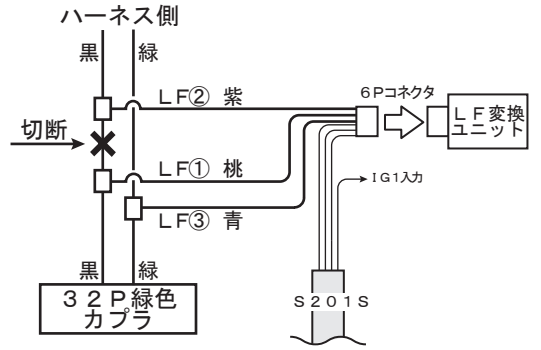 ハーネス側
黒
緑
LF② 紫
6Pコネクタ
LF変換
ユニット
切断
LF① 桃
IG1入力
LF③ 青
黒
緑
32P緑色
カプラ
S201S